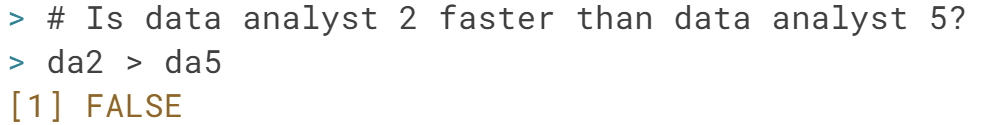 > # Is data analyst 2 faster than data analyst 5?
> da2 > da5
[1] FALSE